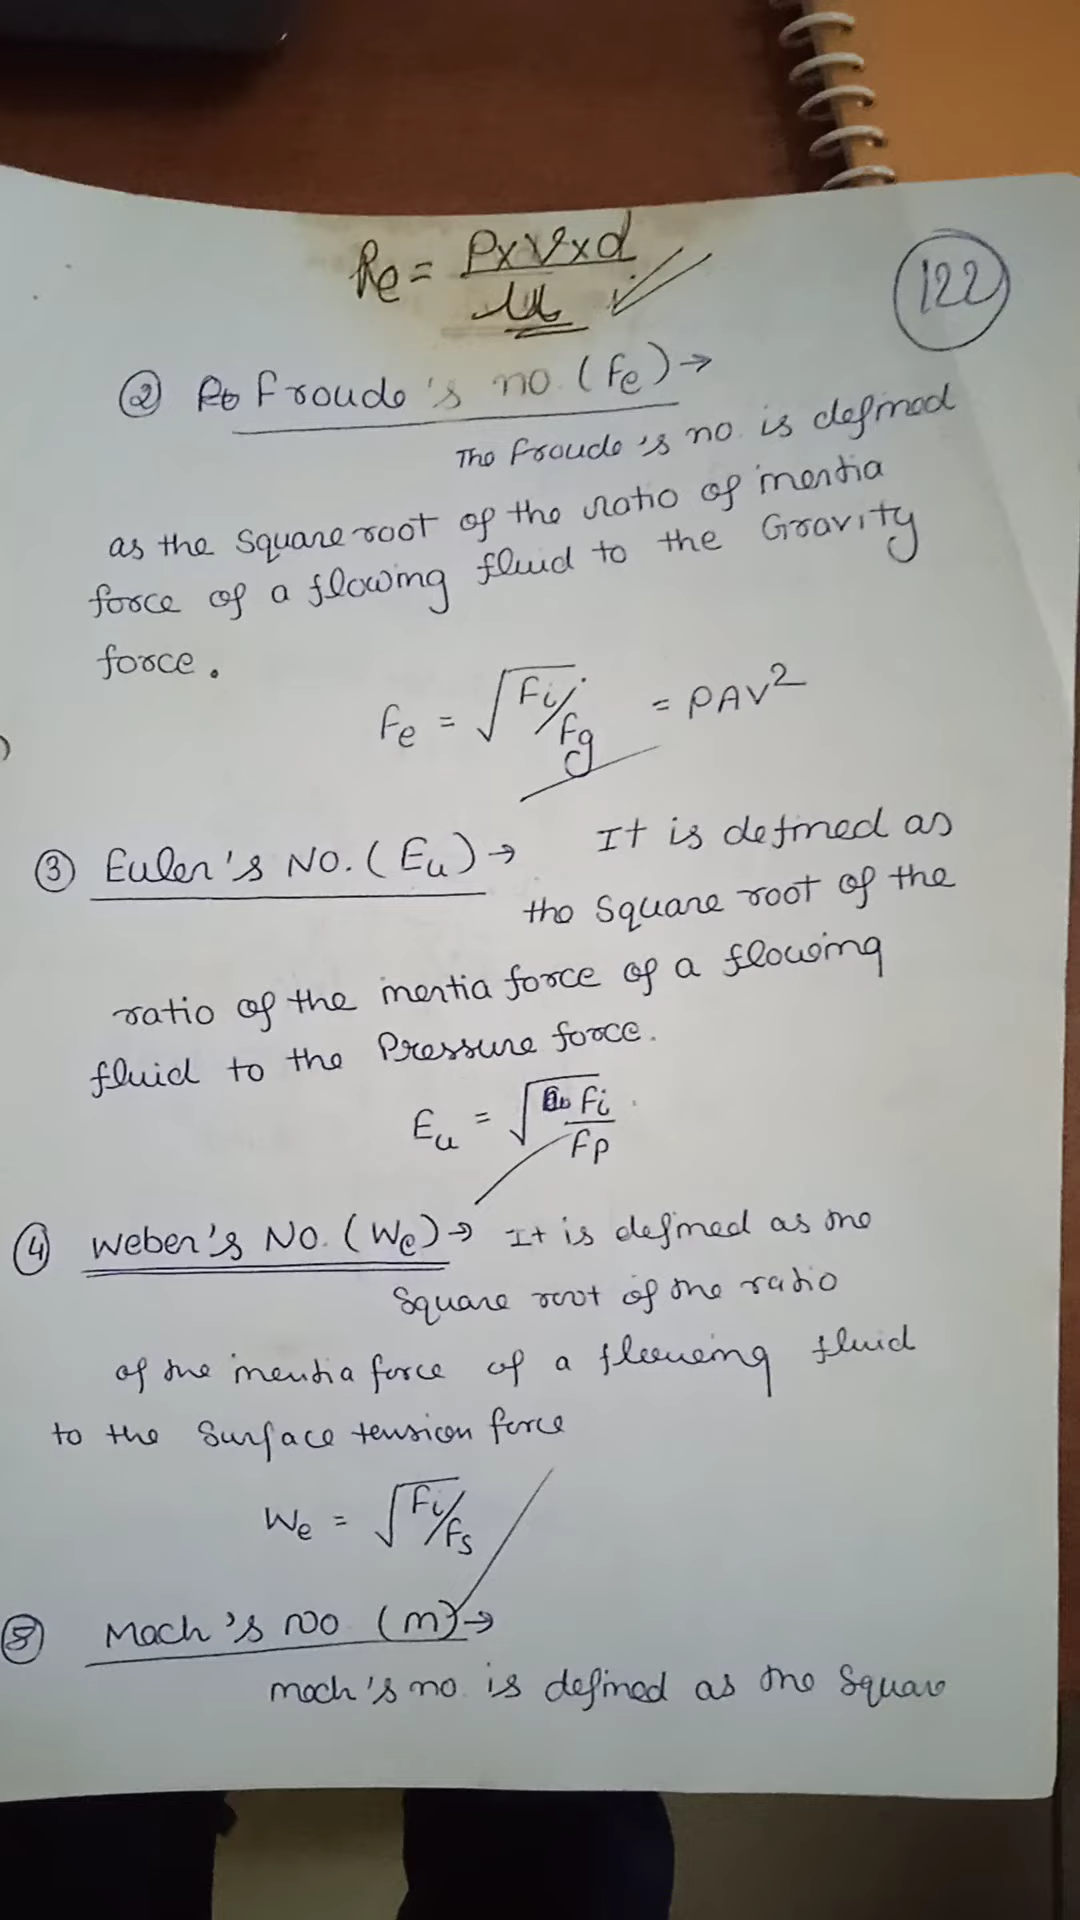 Re = ρxVxd / μ
122
② Froude's no. (Fe) →
The Froude's no. is defined
as the Square root of the ratio of inertia
force of a flowing fluid to the Gravity
force.
Fe = √Fi/Fg = ρAV²
③ Euler's NO. (Eu) → It is defined as
the Square root of the
ratio of the inertia force of a flowing
fluid to the Pressure force.
Eu = √Fi/Fp
④ Weber's NO. (We) → It is defined as the
Square root of the ratio
of the inertia force of a flowing fluid
to the Surface tension force
We = √Fi/Fs
⑤ Mach's no (m) →
mach's no. is defined as the Square